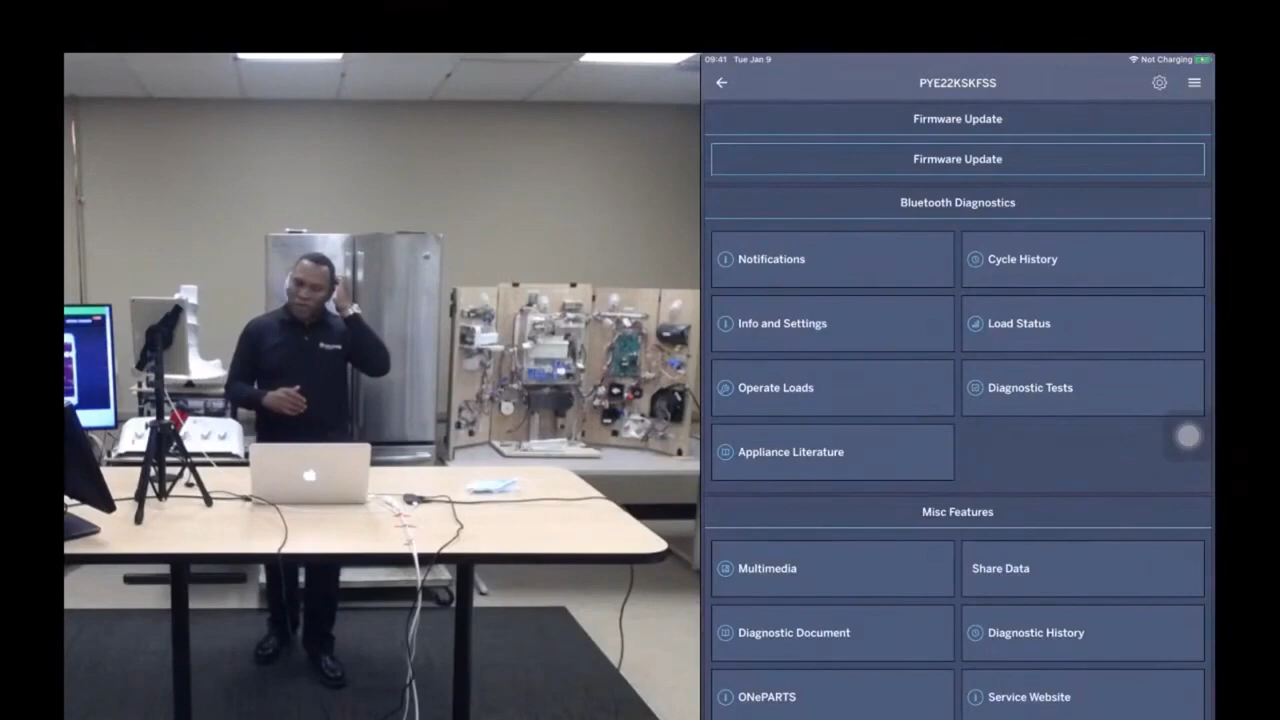 09:41 Tue Jan 9
Not Charging
PYE22KSKFSS
Firmware Update
Firmware Update
Bluetooth Diagnostics
Notifications
Cycle History
Info and Settings
Load Status
Operate Loads
Diagnostic Tests
Appliance Literature
Misc Features
Multimedia
Share Data
Diagnostic Document
Diagnostic History
ONePARTS
Service Website